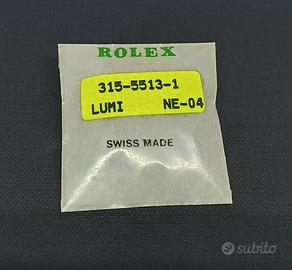 ROLEX
315-5513-1
LUMI NE-04
SWISS MADE
subito